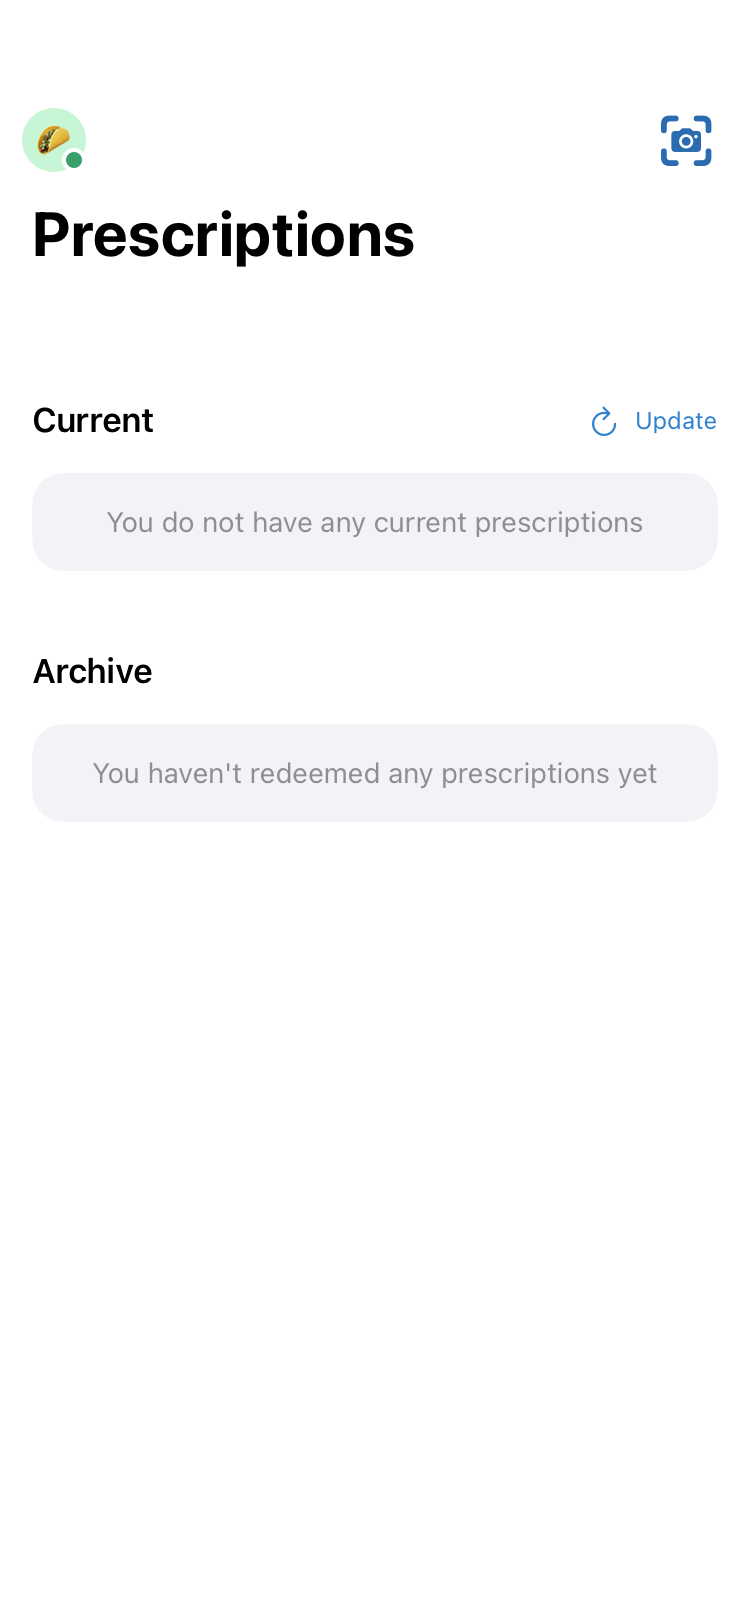 Prescriptions
Current
Update
You do not have any current prescriptions
Archive
You haven't redeemed any prescriptions yet